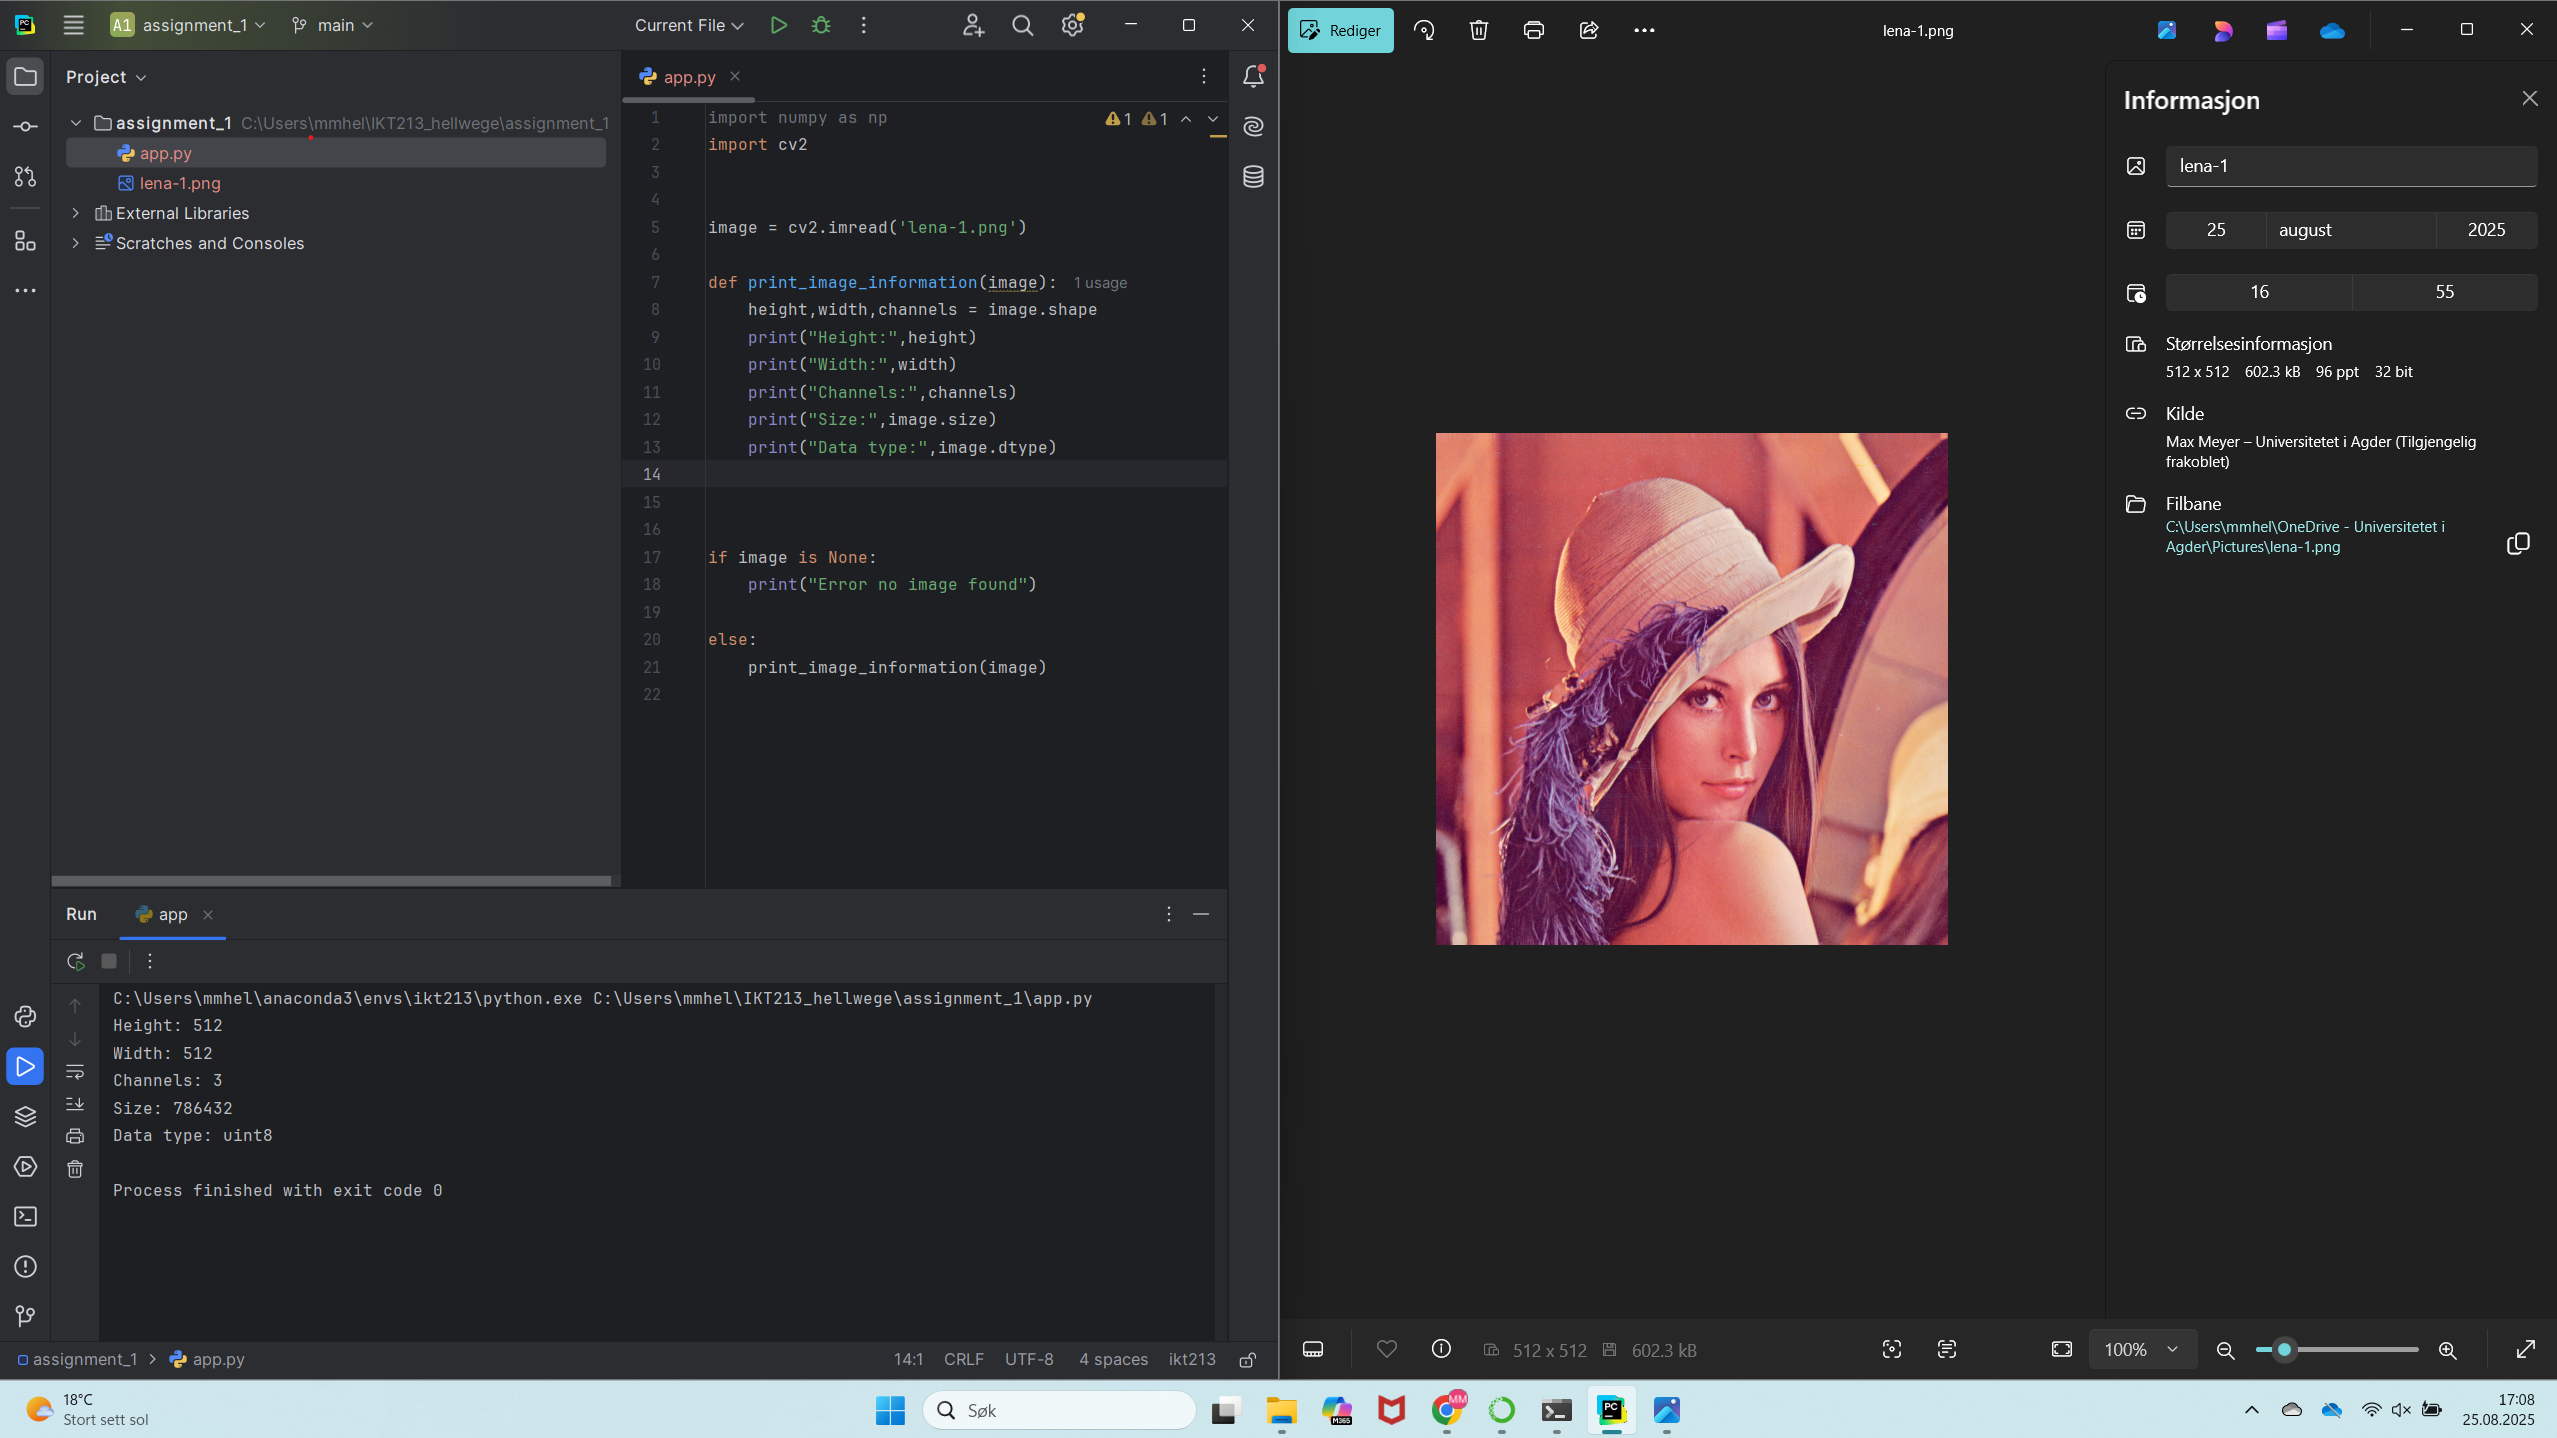 A1 assignment_1 main Current File
Project
assignment_1 C:\Users\mmhel\IKT213_hellwege\assignment_1
app.py
lena-1.png
External Libraries
Scratches and Consoles
app.py
1 1
1 import numpy as np
2 import cv2
3
4
5 image = cv2.imread('lena-1.png')
6
7 def print_image_information(image): 1 usage
8 height,width,channels = image.shape
9 print("Height:",height)
10 print("Width:",width)
11 print("Channels:",channels)
12 print("Size:",image.size)
13 print("Data type:",image.dtype)
14
15
16
17 if image is None:
18 print("Error no image found")
19
20 else:
21 print_image_information(image)
22
Run app
C:\Users\mmhel\anaconda3\envs\ikt213\python.exe C:\Users\mmhel\IKT213_hellwege\assignment_1\app.py
Height: 512
Width: 512
Channels: 3
Size: 786432
Data type: uint8
Process finished with exit code 0
assignment_1 > app.py 14:1 CRLF UTF-8 4 spaces ikt213
Rediger lena-1.png
Informasjon
lena-1
25 august 2025
16 55
Størrelsesinformasjon
512 x 512 602.3 kB 96 ppt 32 bit
Kilde
Max Meyer – Universitetet i Agder (Tilgjengelig
frakoblet)
Filbane
C:\Users\mmhel\OneDrive - Universitetet i
Agder\Pictures\lena-1.png
512 x 512 602.3 kB 100%
18°C
Stort sett sol
Søk
M365
MM
PC
17:08
25.08.2025